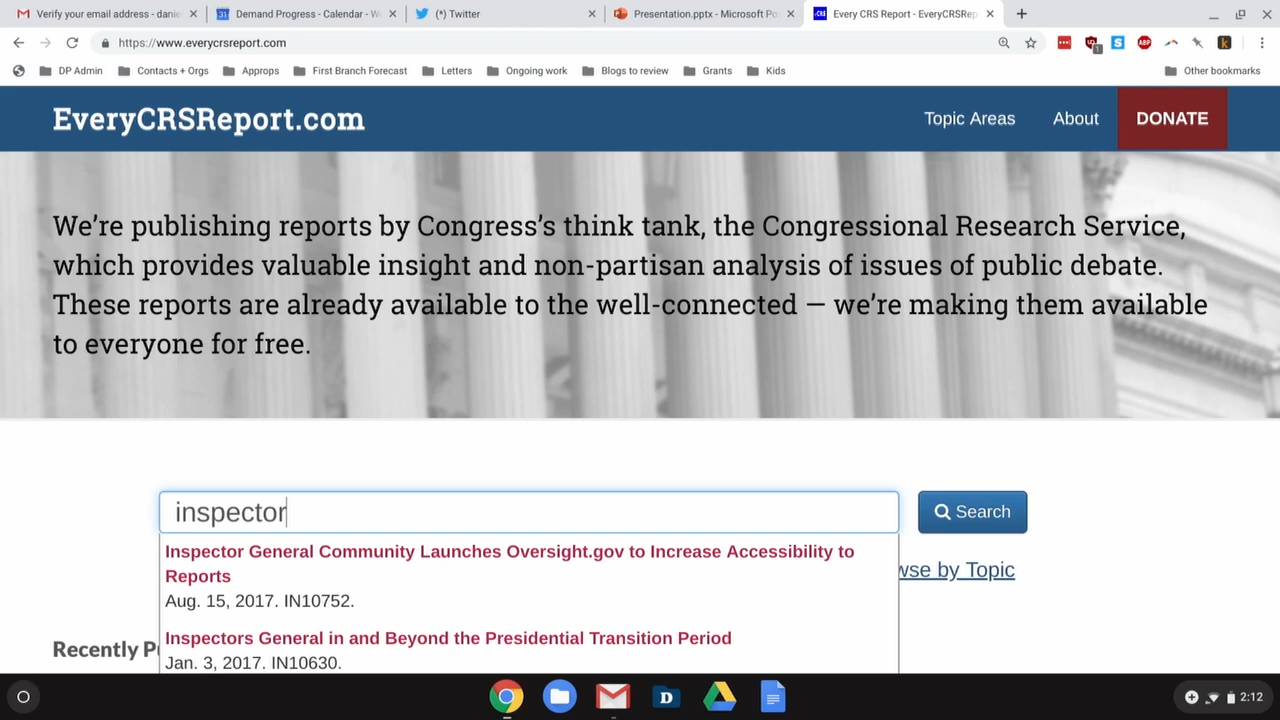 Verify your email address - danie
Demand Progress - Calendar - W
(*) Twitter
Presentation.pptx - Microsoft Po
Every CRS Report - EveryCRSRep
https://www.everycrsreport.com
1
ABP
k
DP Admin
Contacts + Orgs
Approps
First Branch Forecast
Letters
Ongoing work
Blogs to review
Grants
Kids
Other bookmarks
EveryCRSReport.com
Topic Areas
About
DONATE
We're publishing reports by Congress's think tank, the Congressional Research Service,
which provides valuable insight and non-partisan analysis of issues of public debate.
These reports are already available to the well-connected — we're making them available
to everyone for free.
inspector
Search
Inspector General Community Launches Oversight.gov to Increase Accessibility to
Reports
Aug. 15, 2017. IN10752.
wse by Topic
Inspectors General in and Beyond the Presidential Transition Period
Recently P
Jan. 3, 2017. IN10630.
D
2:12